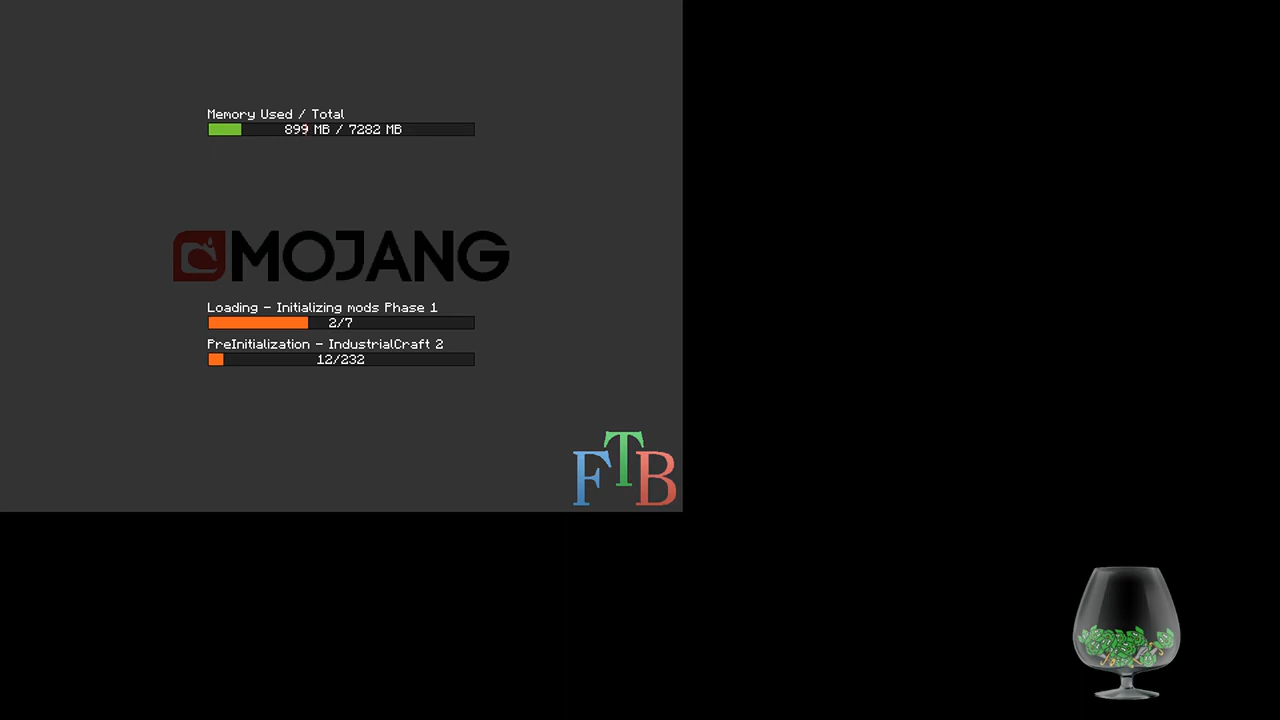 Memory Used / Total
899 MB / 7282 MB
MOJANG
Loading - Initializing mods Phase 1
2/7
PreInitialization - IndustrialCraft 2
12/232
FTB